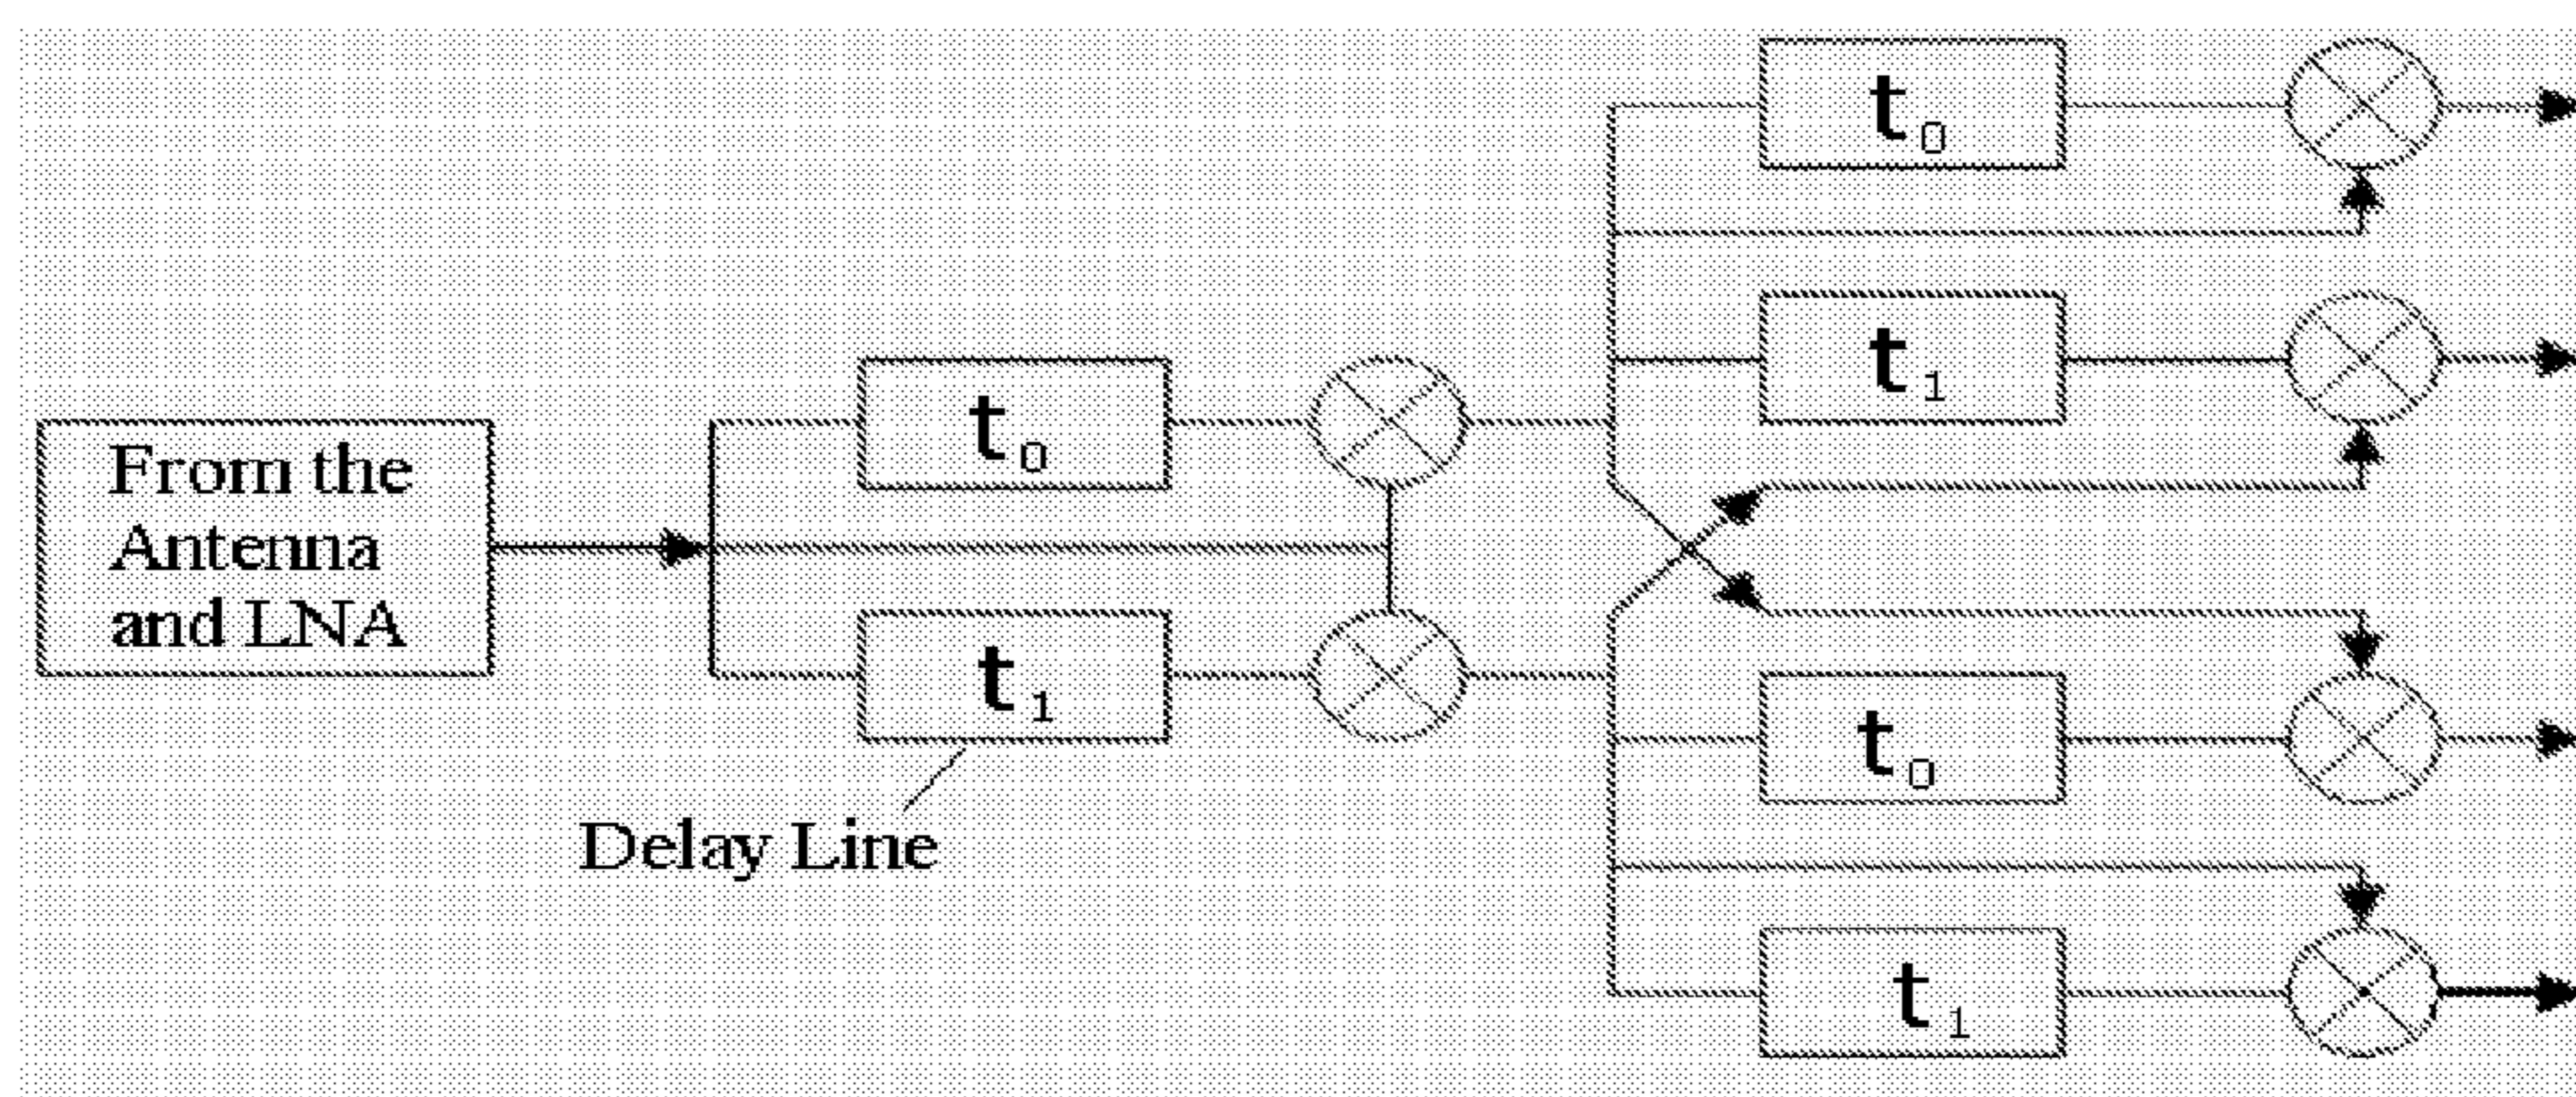 From the
Antenna
and LNA
t0
t1
Delay Line
t0
t1
t0
t1